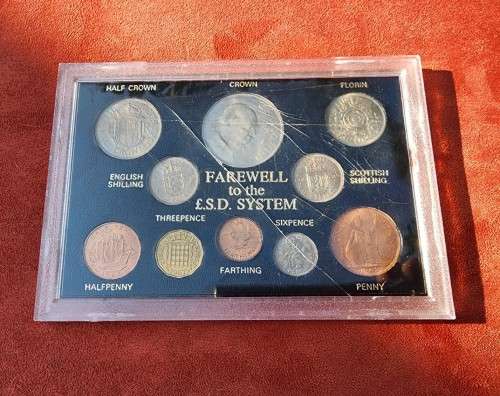 HALF CROWN
CROWN
FLORIN
ENGLISH
SHILLING
FAREWELL
to the
£.S.D. SYSTEM
SCOTTISH
SHILLING
THREEPENCE
SIXPENCE
HALFPENNY
FARTHING
PENNY